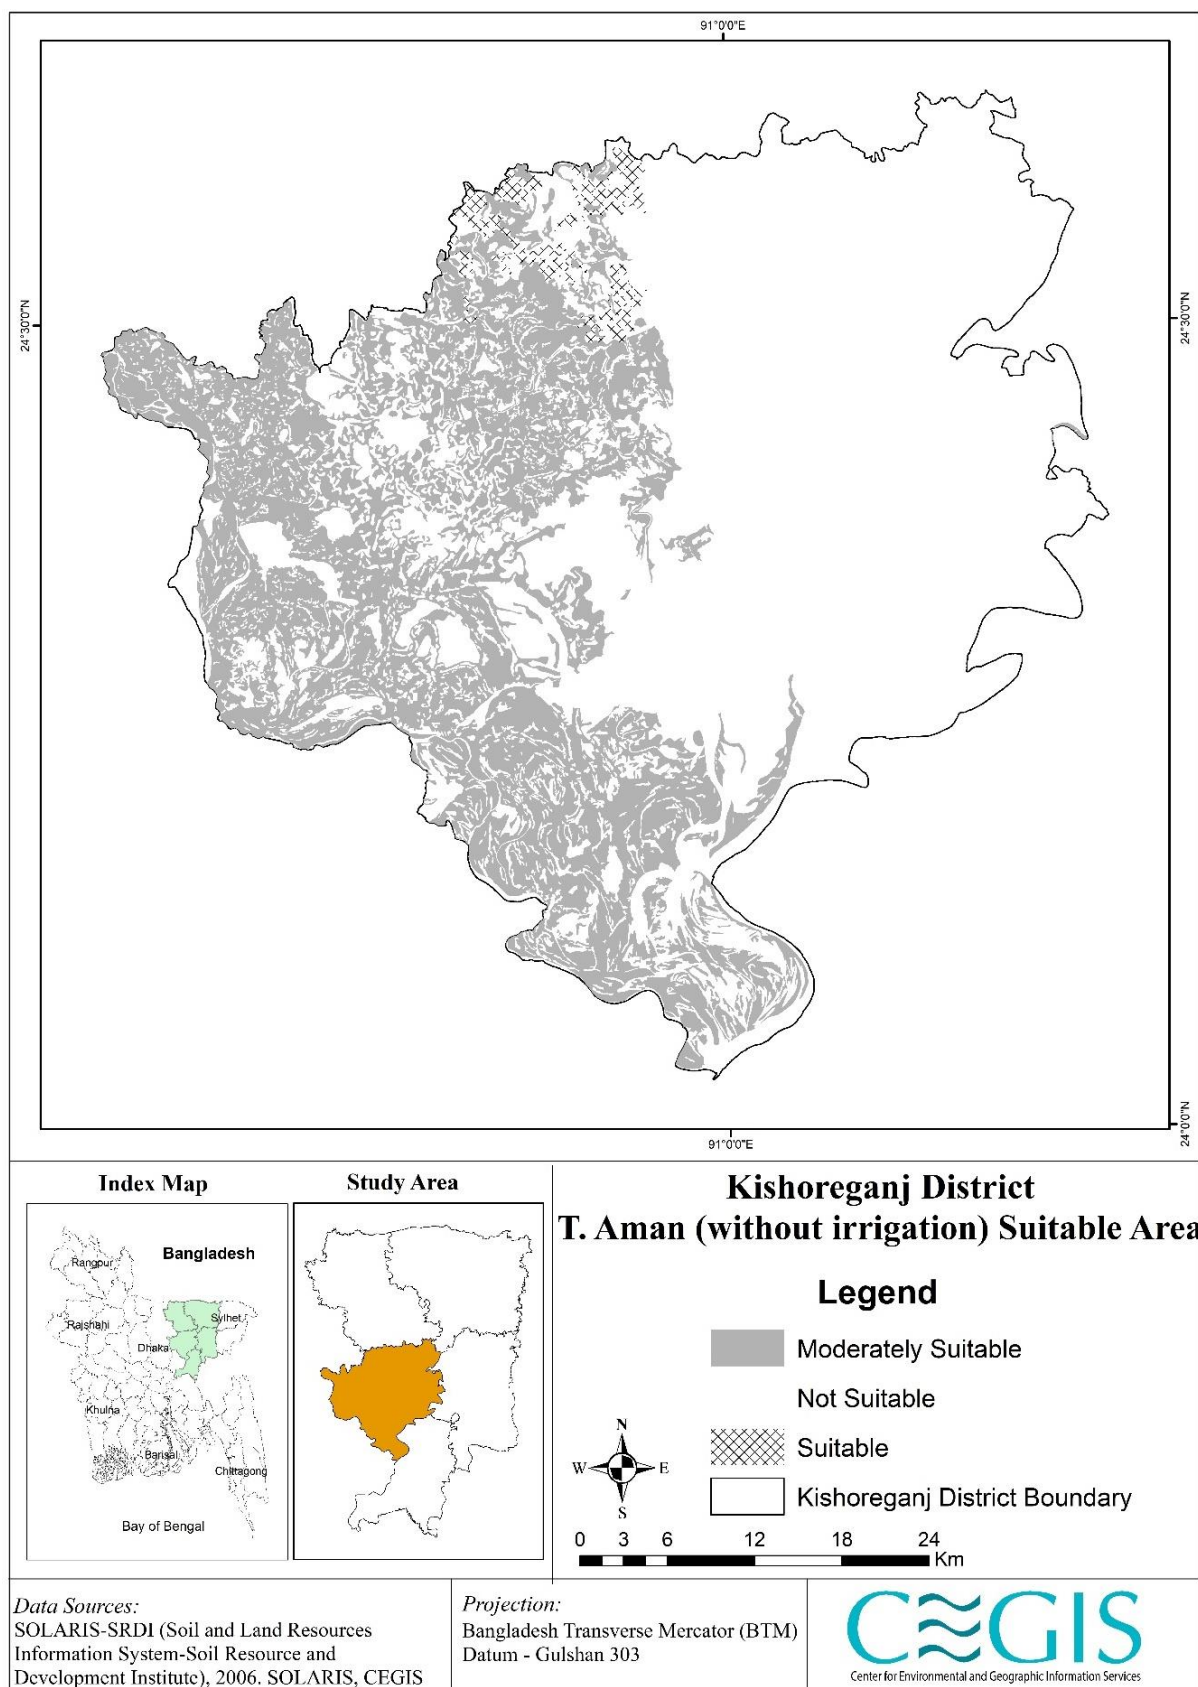 91°0'0"E
24°30'0"N
24°30'0"N
24°0'0"N
91°0'0"E
Index Map
Study Area
Bangladesh
Rangpur
Rajshahi
Sylhet
Dhaka
Khulna
Barisal
Chittagong
Bay of Bengal
Kishoreganj District
T. Aman (without irrigation) Suitable Area
Legend
Moderately Suitable
Not Suitable
Suitable
Kishoreganj District Boundary
N
W E
S
0 3 6 12 18 24
Km
Data Sources:
SOLARIS-SRDI (Soil and Land Resources
Information System-Soil Resource and
Development Institute), 2006. SOLARIS, CEGIS
Projection:
Bangladesh Transverse Mercator (BTM)
Datum - Gulshan 303
CEGIS
Center for Environmental and Geographic Information Services